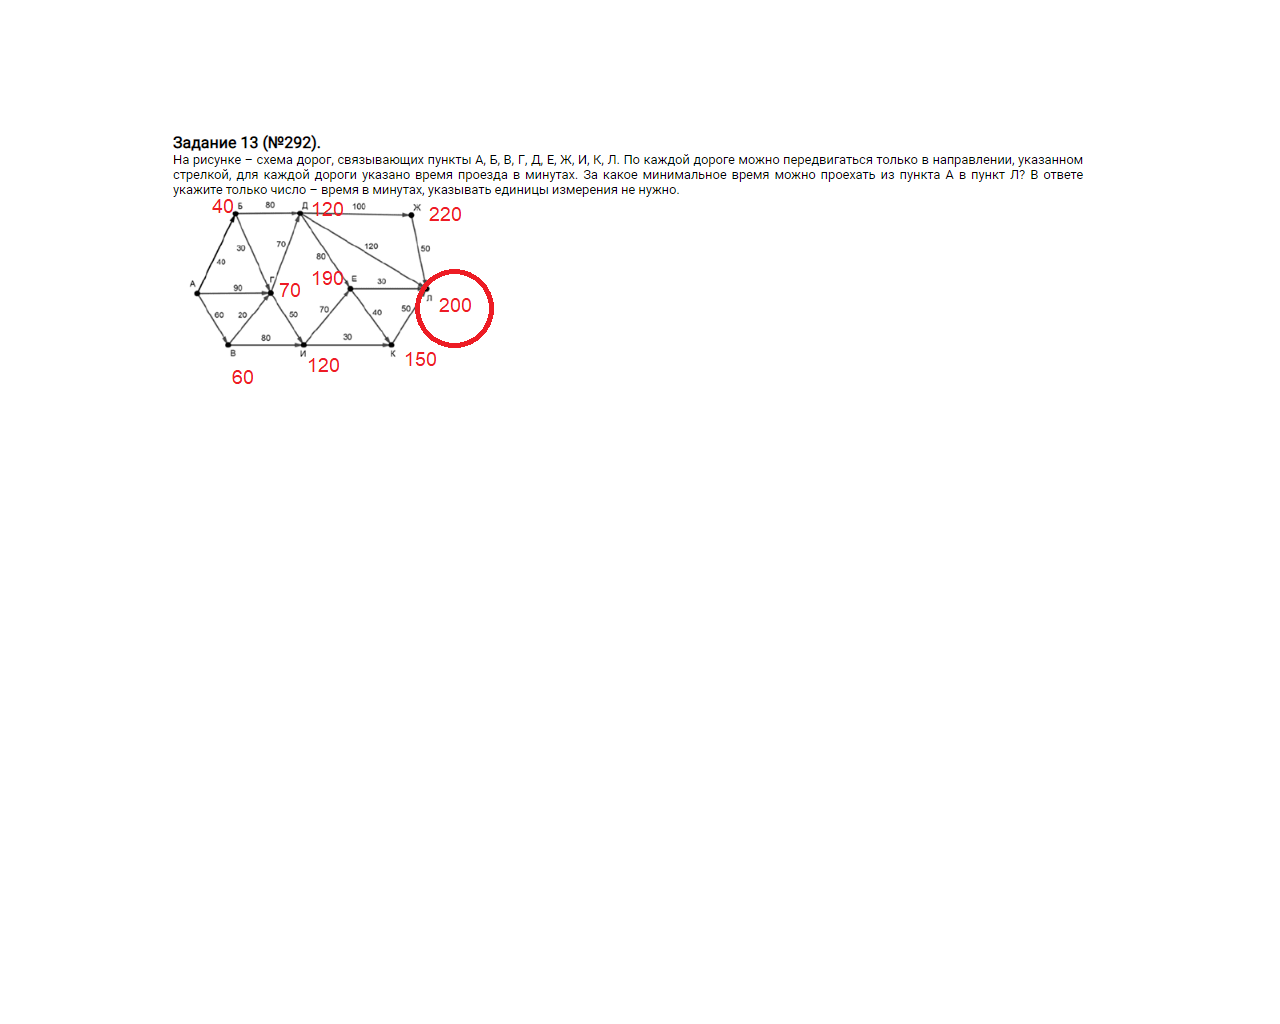 Задание 13 (№292).
На рисунке – схема дорог, связывающих пункты А, Б, В, Г, Д, Е, Ж, И, К, Л. По каждой дороге можно передвигаться только в направлении, указанном
стрелкой, для каждой дороги указано время проезда в минутах. За какое минимальное время можно проехать из пункта А в пункт Л? В ответе
укажите только число – время в минутах, указывать единицы измерения не нужно.
40 Б 80 Д 120 100 Ж 220
30 70 120 50
40 80
А 90 Г 70 190 Е 30
Л 200
60 20 50 70 40 50
80 30
В И 120 К 150
60